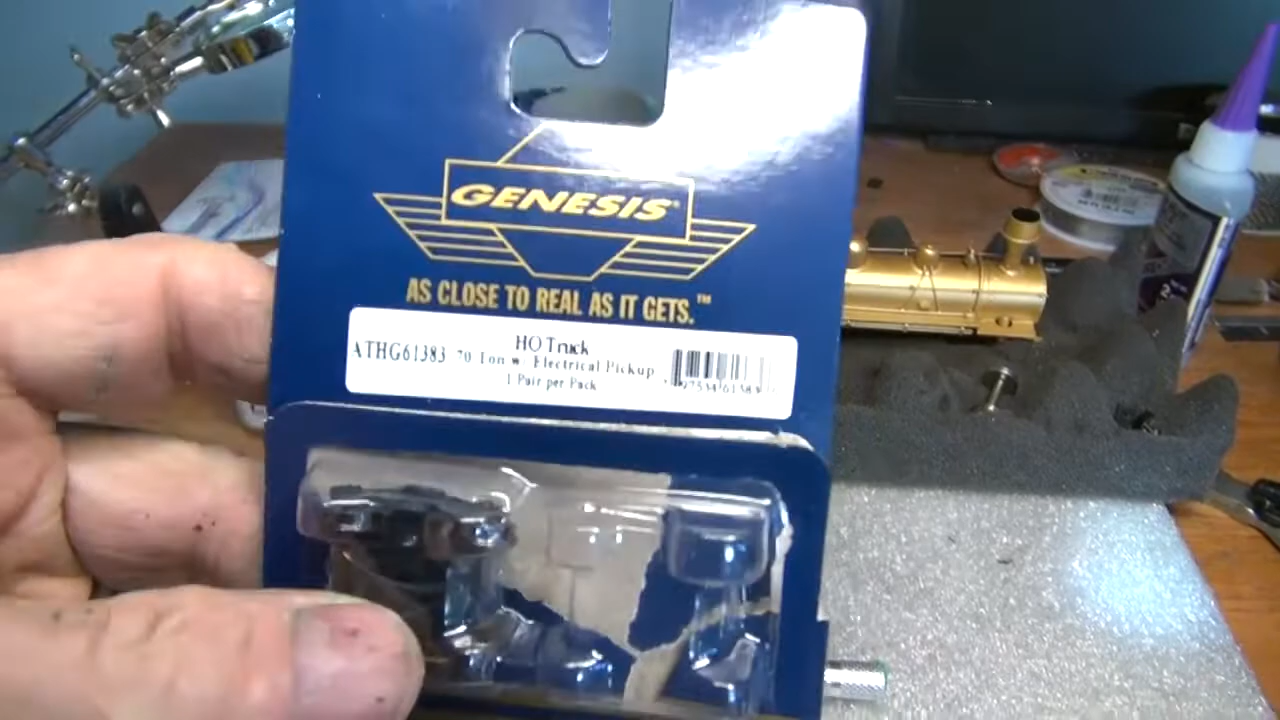 GENESIS®
AS CLOSE TO REAL AS IT GETS.™
HO Truck
ATHG61383 70 Ton w/ Electrical Pickup
1 Pair per Pack